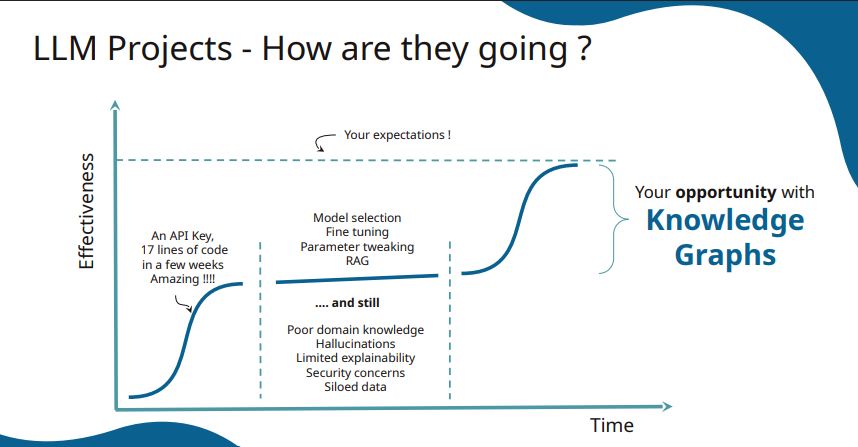 LLM Projects - How are they going ?
Your expectations !
Effectiveness
An API Key,
17 lines of code
in a few weeks
Amazing !!!!
Model selection
Fine tuning
Parameter tweaking
RAG
.... and still
Poor domain knowledge
Hallucinations
Limited explainability
Security concerns
Siloed data
Your opportunity with
Knowledge
Graphs
Time